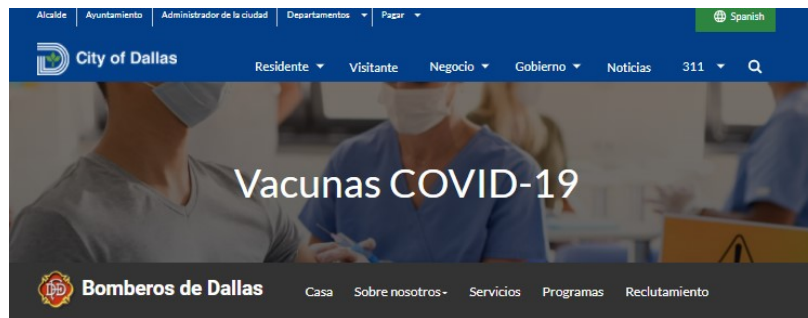 Alcalde Ayuntamiento Administrador de la ciudad Departamentos Pagar Spanish
City of Dallas Residente Visitante Negocio Gobierno Noticias 311
Vacunas COVID-19
Bomberos de Dallas Casa Sobre nosotros Servicios Programas Reclutamiento